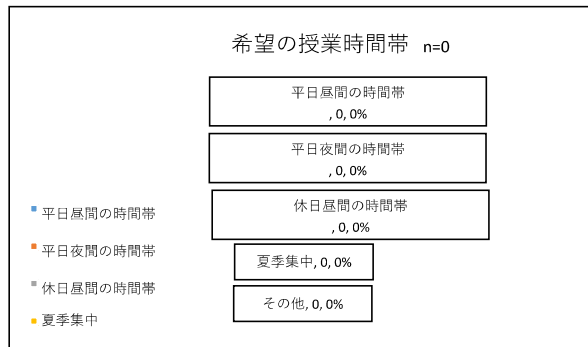 希望の授業時間帯 n=0
平日昼間の時間帯
, 0, 0%
平日夜間の時間帯
, 0, 0%
休日昼間の時間帯
, 0, 0%
夏季集中, 0, 0%
その他, 0, 0%
平日昼間の時間帯
平日夜間の時間帯
休日昼間の時間帯
夏季集中